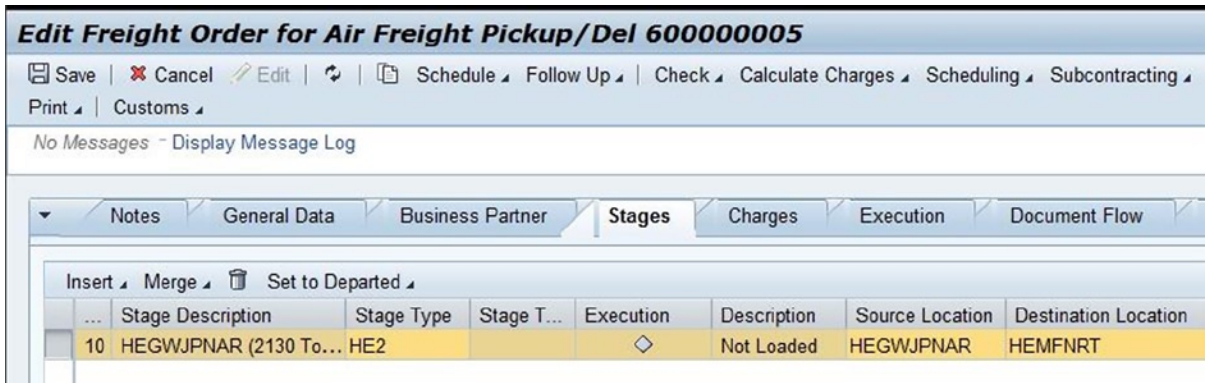 Edit Freight Order for Air Freight Pickup/Del 600000005
Save | Cancel Edit | | Schedule Follow Up | Check Calculate Charges Scheduling Subcontracting
Print | Customs
No Messages - Display Message Log
Notes General Data Business Partner Stages Charges Execution Document Flow
Insert Merge Set to Departed
... Stage Description Stage Type Stage T... Execution Description Source Location Destination Location
10 HEGWJPNAR (2130 To... HE2 Not Loaded HEGWJPNAR HEMFNRT